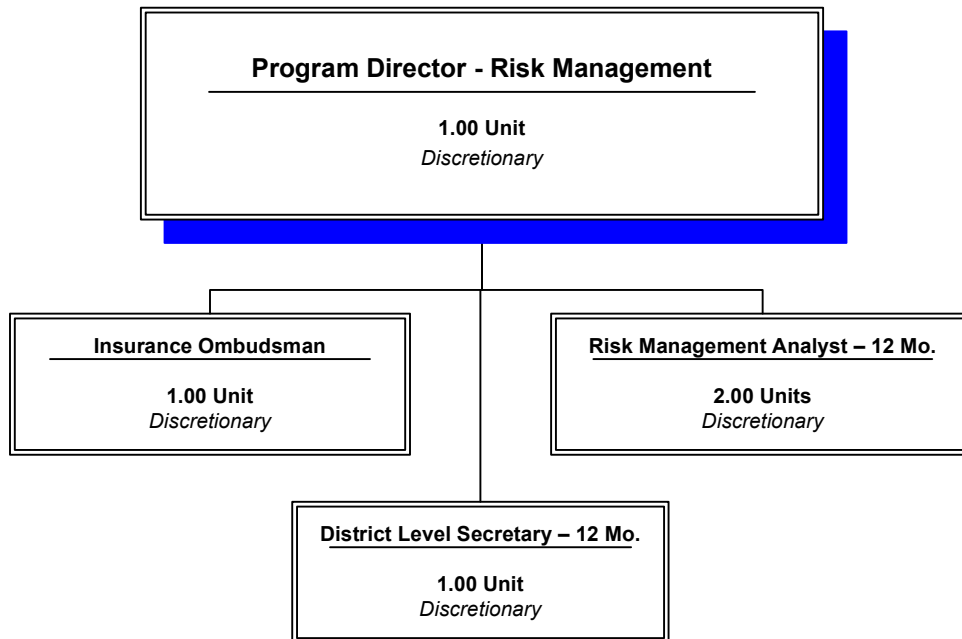 Program Director - Risk Management
1.00 Unit
Discretionary
Insurance Ombudsman
1.00 Unit
Discretionary
Risk Management Analyst – 12 Mo.
2.00 Units
Discretionary
District Level Secretary – 12 Mo.
1.00 Unit
Discretionary